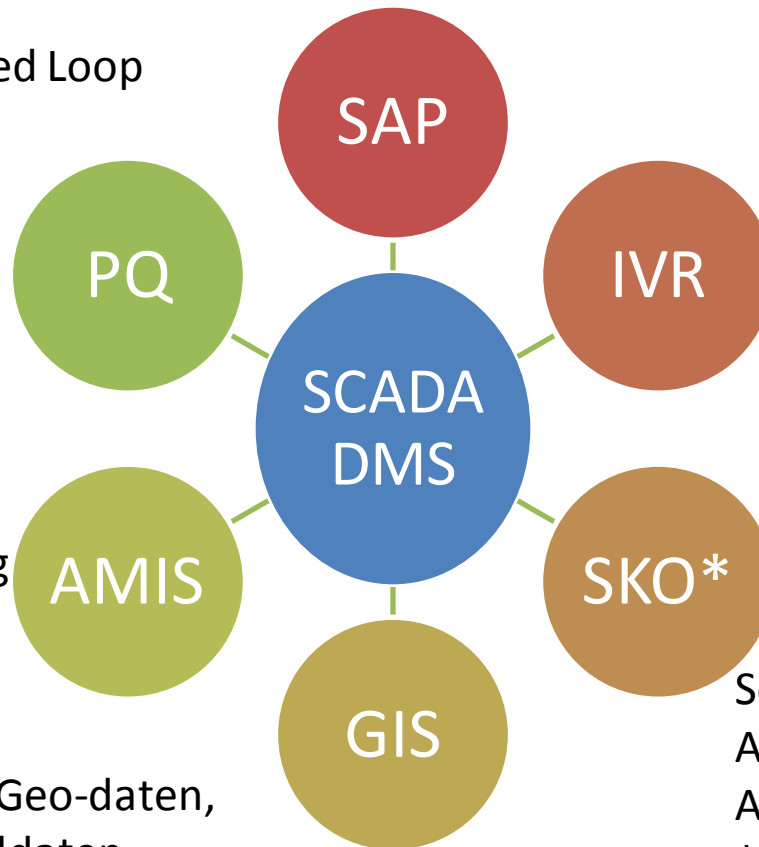 ed Loop
SAP
PQ
IVR
SCADA
DMS
g
AMIS
SKO*
GIS
Geo-daten,